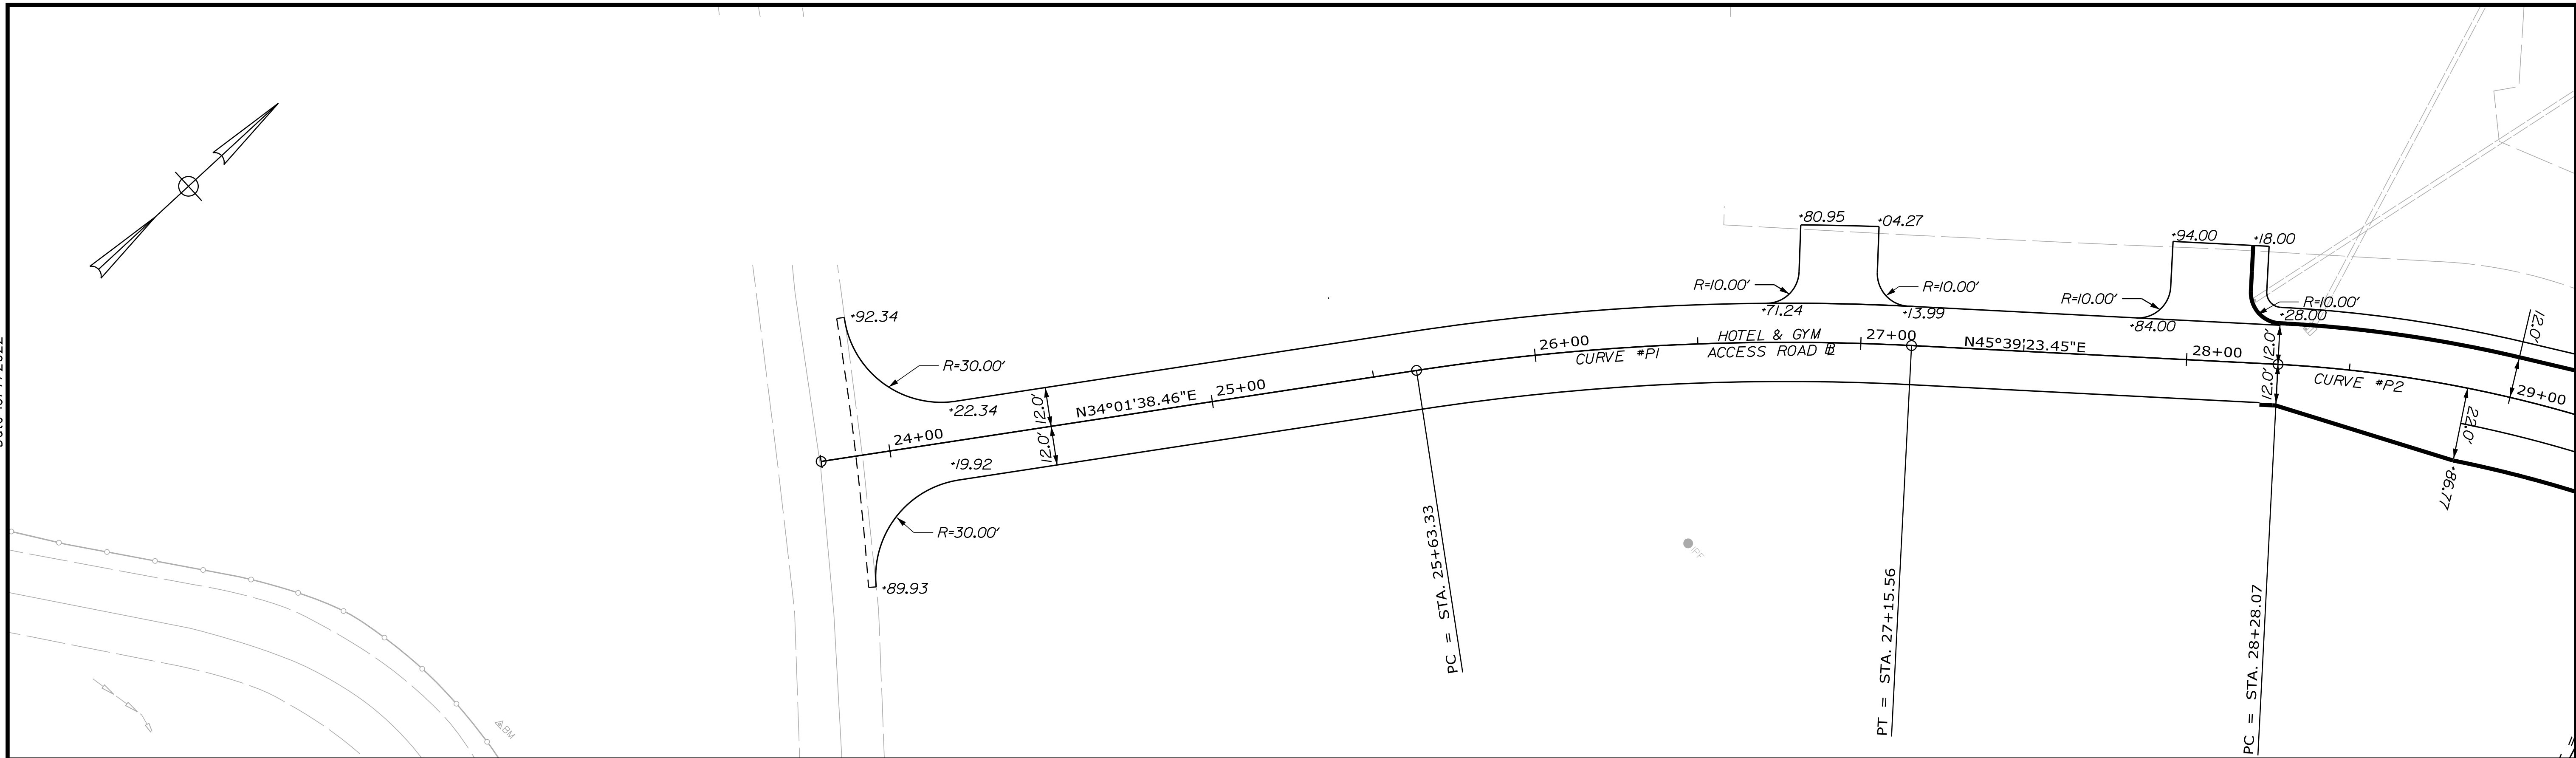 +80.95
+04.27
+94.00
+18.00
R=10.00'
R=10.00'
R=10.00'
R=10.00'
+71.24
+13.99
+84.00
+28.00
+92.34
R=30.00'
+22.34
12.0'
12.0'
24+00
N34°01'38.46"E
25+00
26+00
CURVE #P1
HOTEL & GYM
ACCESS ROAD
27+00
N45°39'23.45"E
28+00
12.0'
12.0'
CURVE #P2
12.0'
29+00
22.0'
+86.77
+19.92
R=30.00'
+89.93
PC = STA. 25+63.33
PT = STA. 27+15.56
PC = STA. 28+28.07
IPF
BM